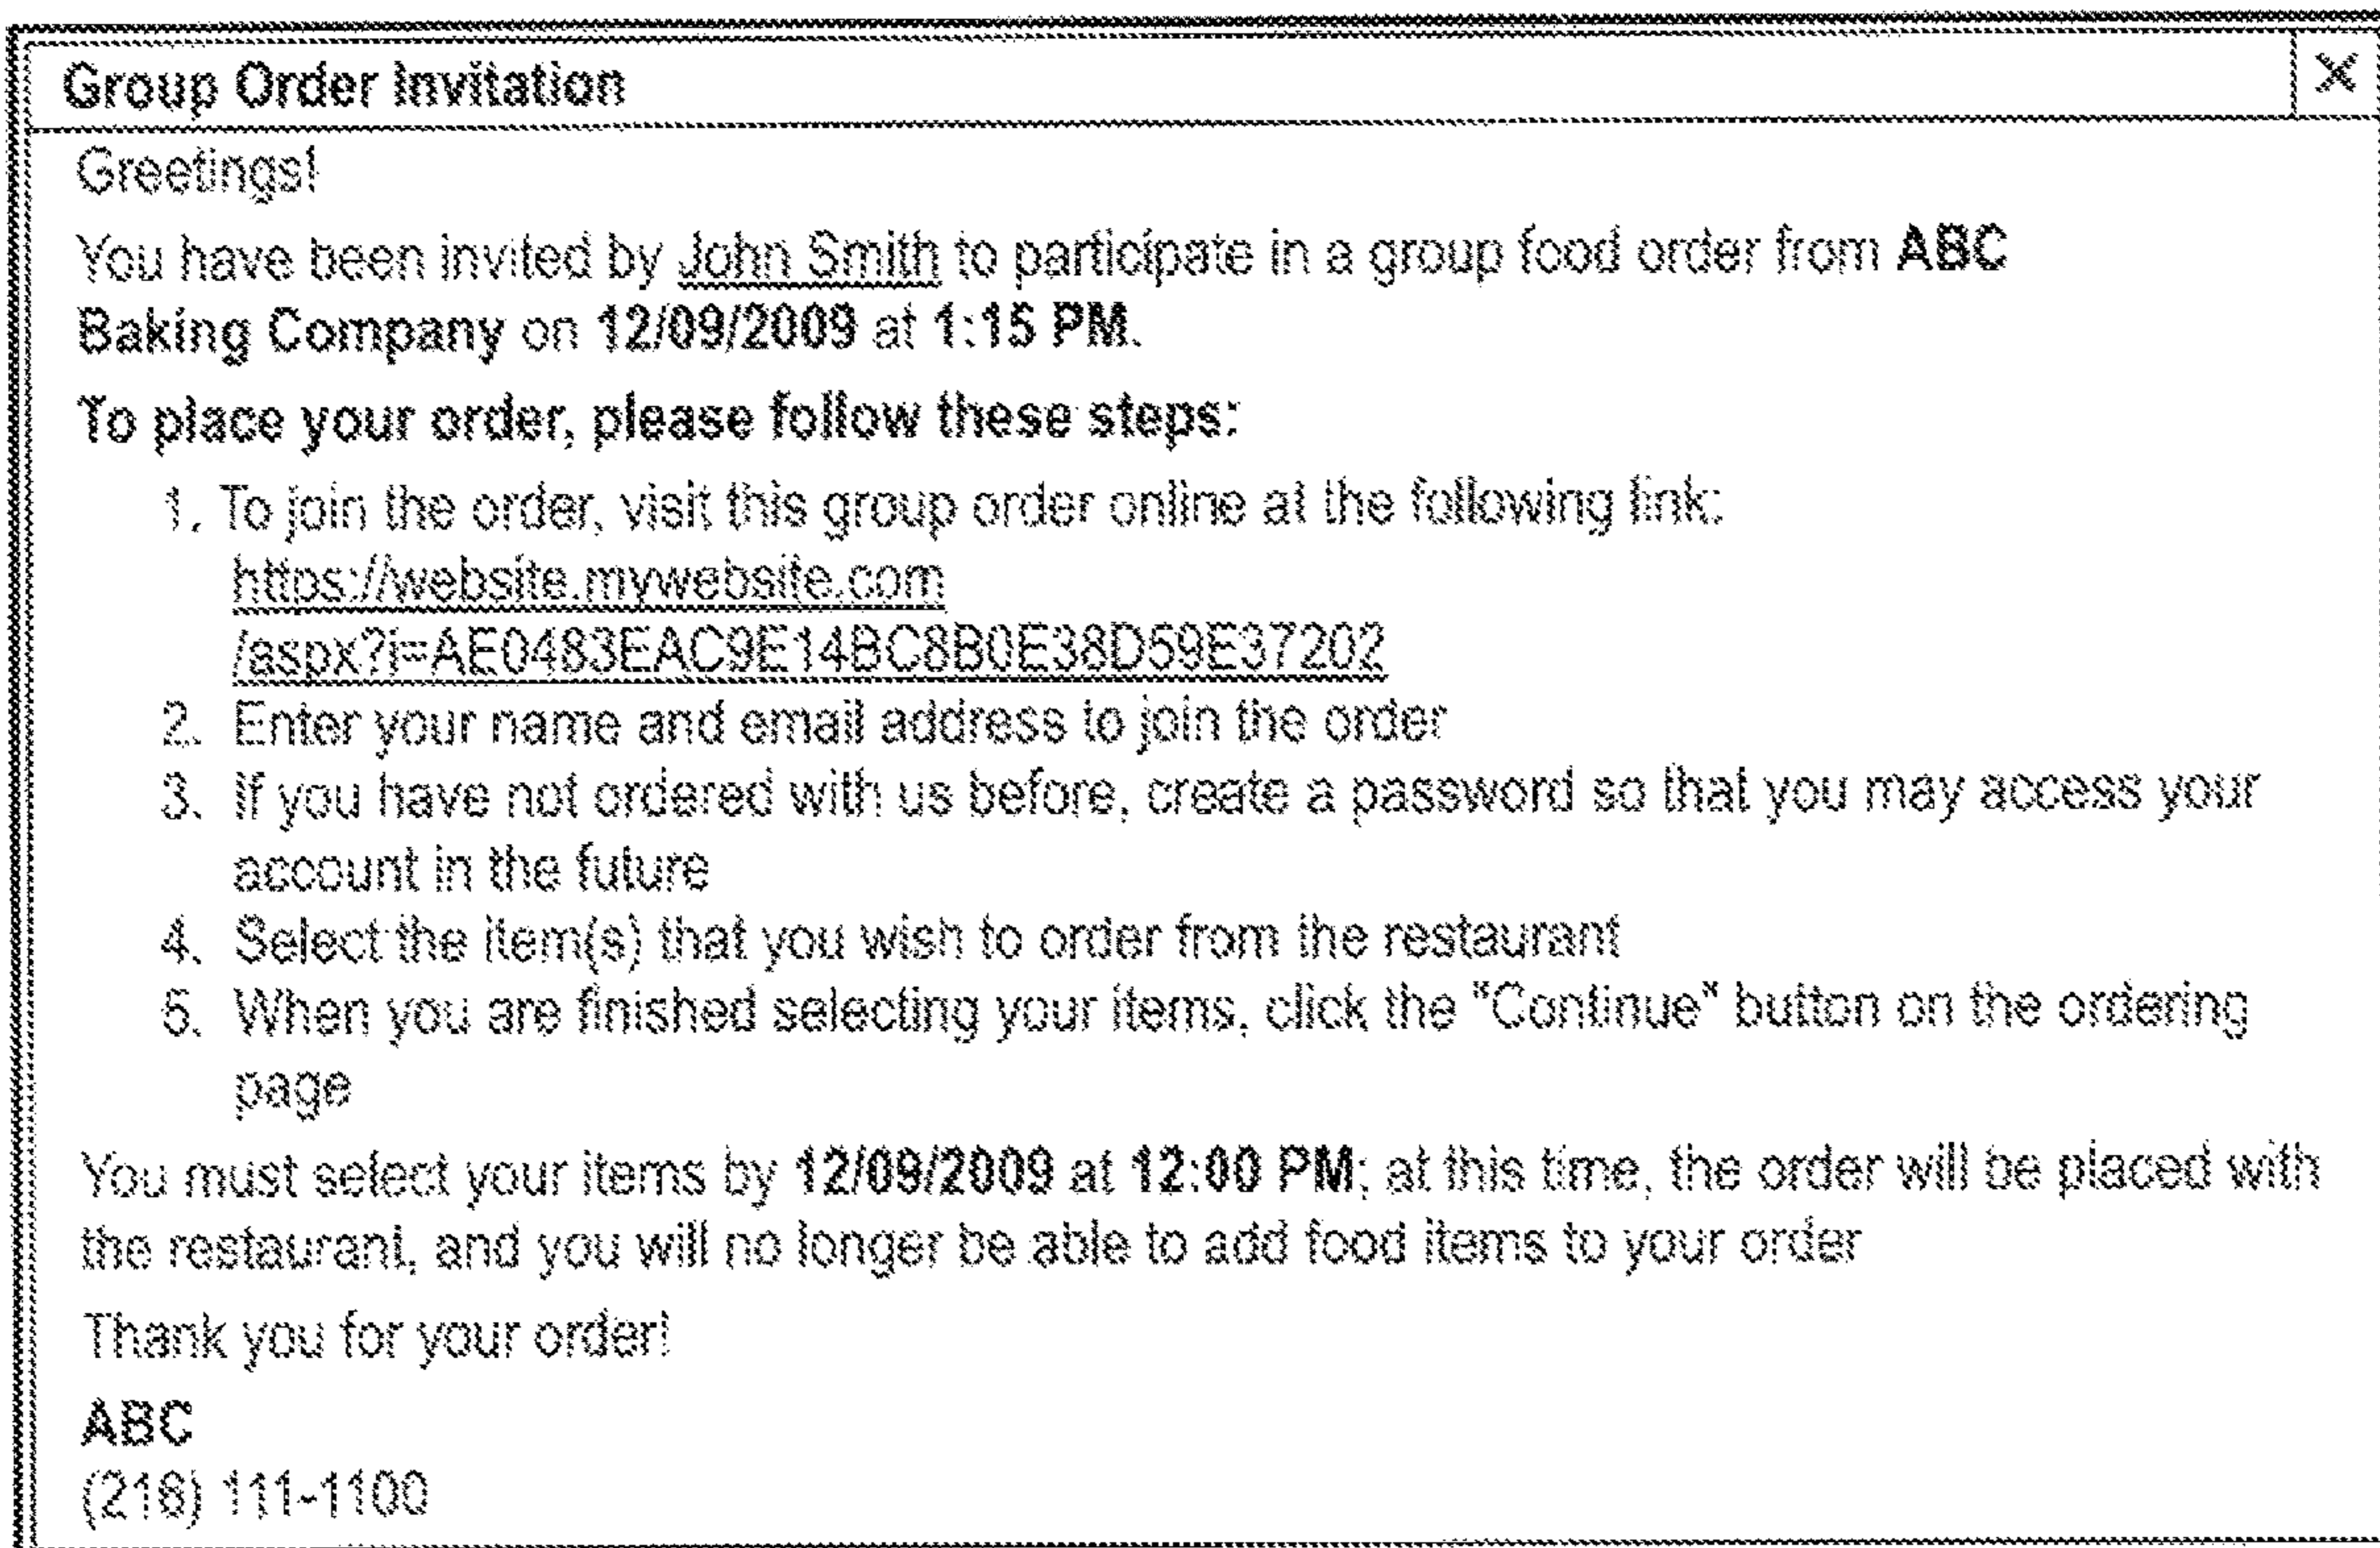 Group Order Invitation X
Greetings!
You have been invited by John Smith to participate in a group food order from ABC
Baking Company on 12/09/2009 at 1:15 PM.
To place your order, please follow these steps:
1. To join the order, visit this group order online at the following link:
https://website.mywebsite.com
/aspx?i=AE0483EAC9E14BC8B0E38D59E37202
2. Enter your name and email address to join the order
3. If you have not ordered with us before, create a password so that you may access your
account in the future
4. Select the item(s) that you wish to order from the restaurant
5. When you are finished selecting your items, click the "Continue" button on the ordering
page
You must select your items by 12/09/2009 at 12:00 PM; at this time, the order will be placed with
the restaurant, and you will no longer be able to add food items to your order
Thank you for your order!
ABC
(216) 111-1100